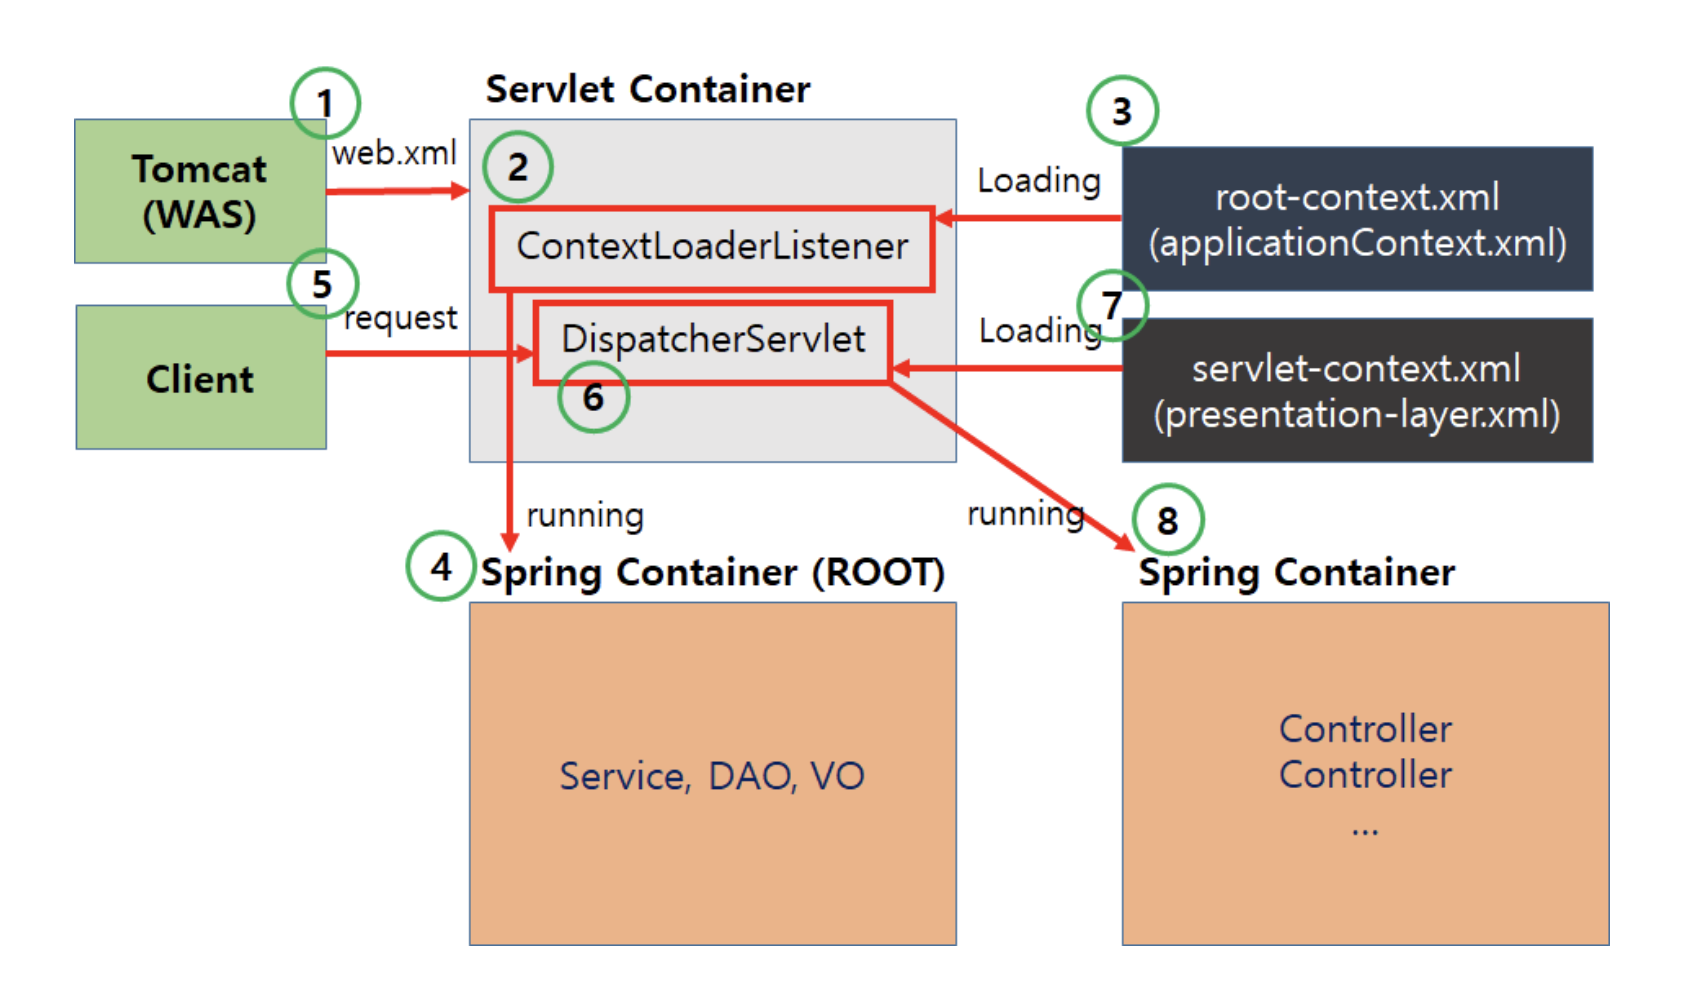 1
Servlet Container
3
Tomcat
(WAS)
web.xml
2
Loading
root-context.xml
(applicationContext.xml)
ContextLoaderListener
5
request
7
Loading
Client
DispatcherServlet
6
servlet-context.xml
(presentation-layer.xml)
running
running
8
4
Spring Container (ROOT)
Spring Container
Service, DAO, VO
Controller
Controller
...